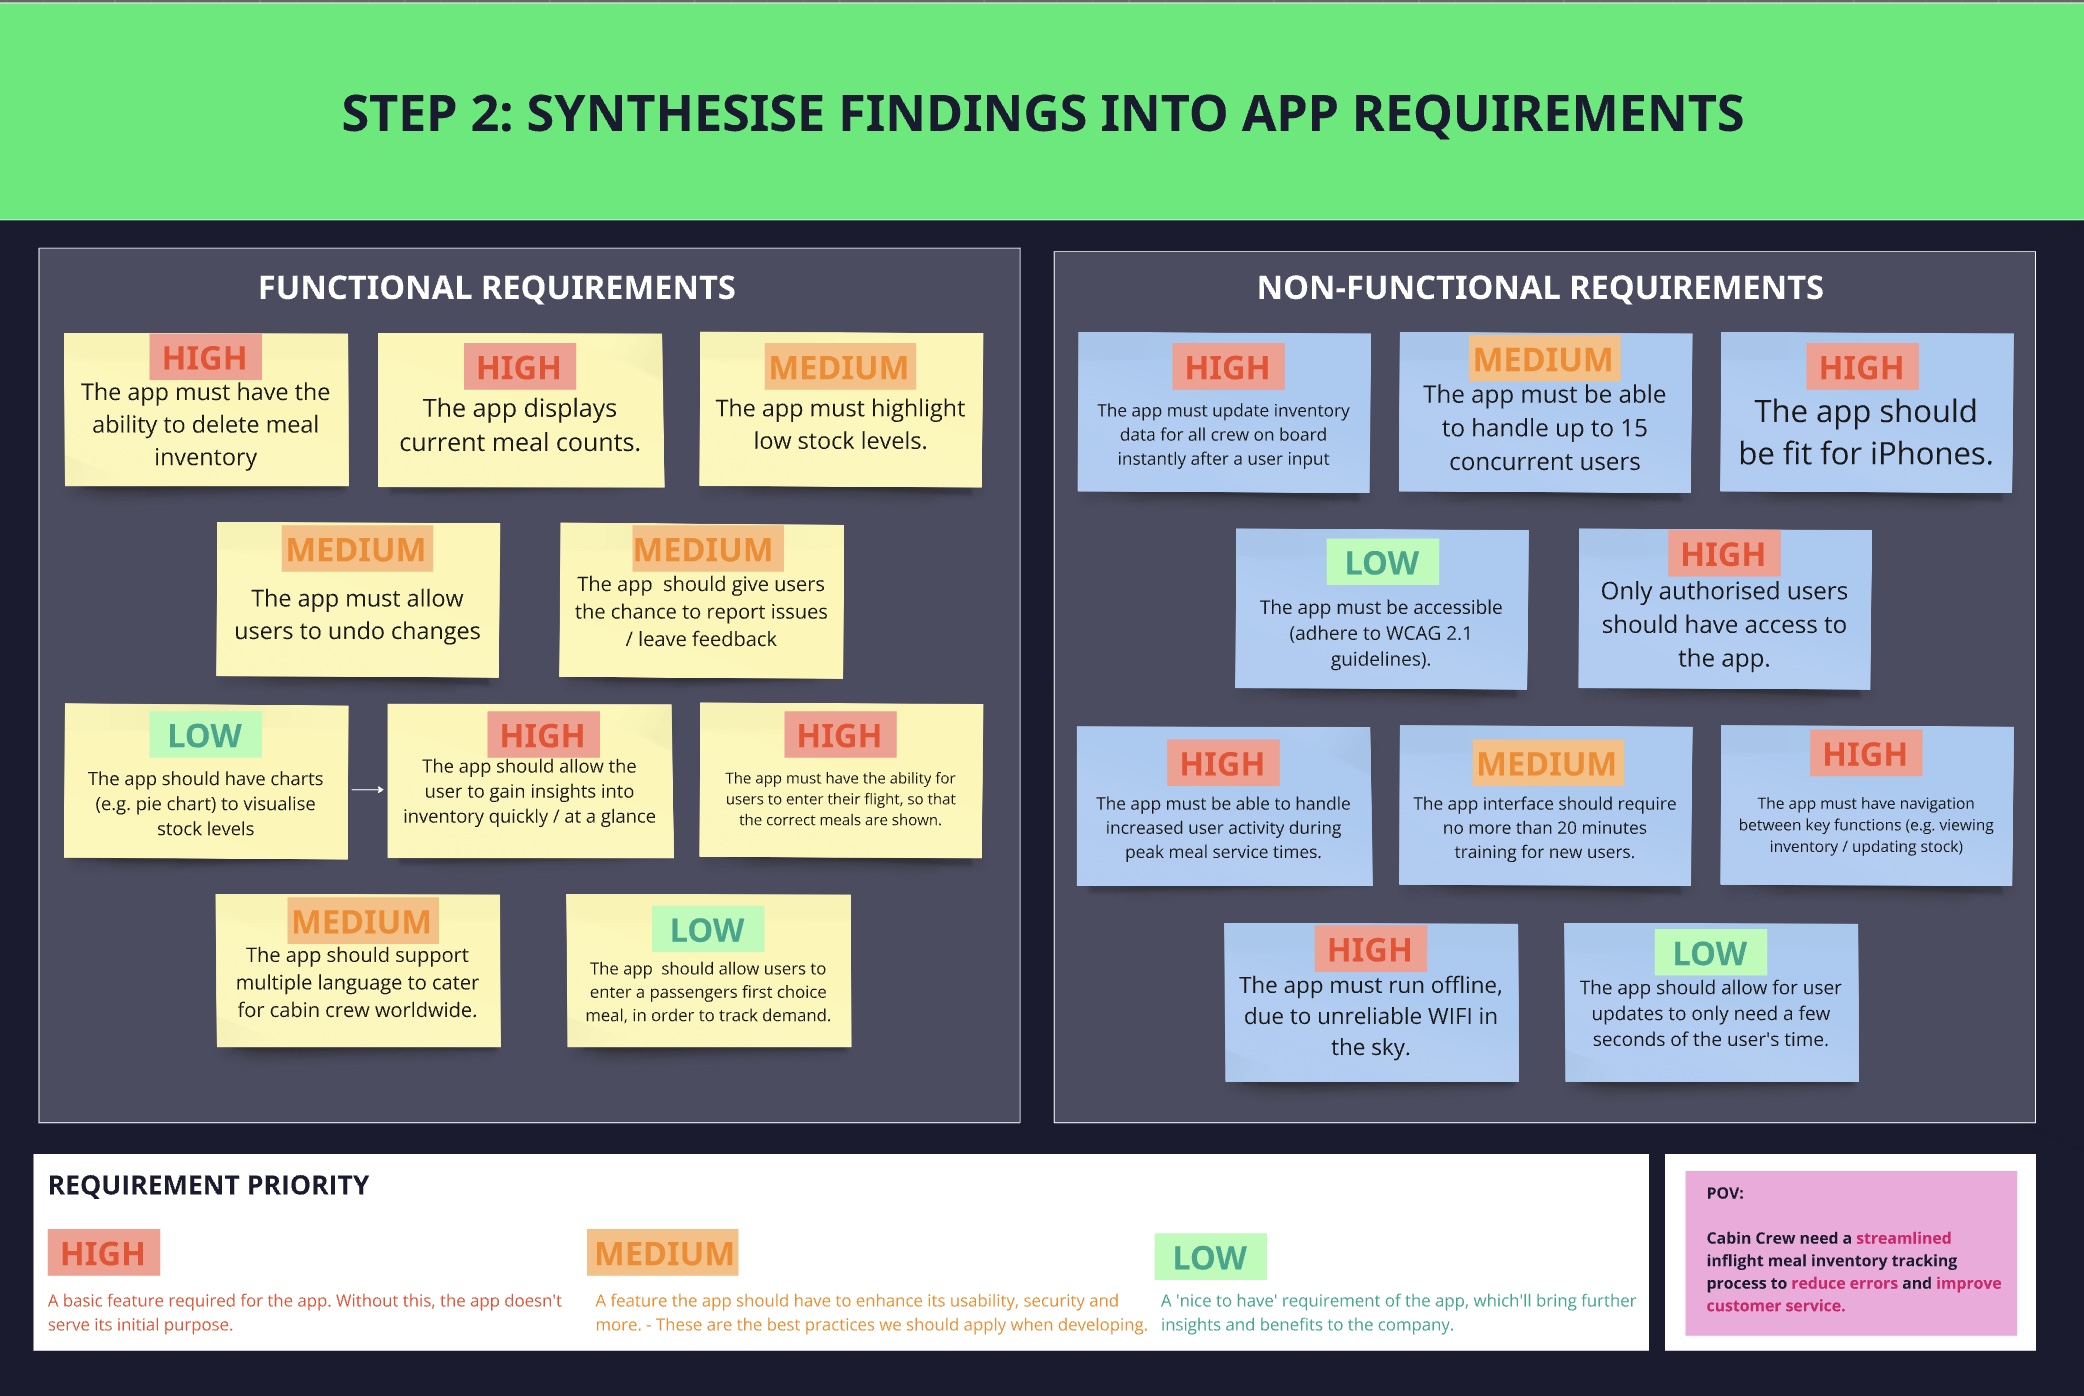 STEP 2: SYNTHESISE FINDINGS INTO APP REQUIREMENTS
FUNCTIONAL REQUIREMENTS
HIGH
The app must have the
ability to delete meal
inventory
HIGH
The app displays
current meal counts.
MEDIUM
The app must highlight
low stock levels.
MEDIUM
The app must allow
users to undo changes
MEDIUM
The app  should give users
the chance to report issues
/ leave feedback
LOW
The app should have charts
(e.g. pie chart) to visualise
stock levels
HIGH
The app should allow the
user to gain insights into
inventory quickly / at a glance
HIGH
The app must have the ability for
users to enter their flight, so that
the correct meals are shown.
MEDIUM
The app should support
multiple language to cater
for cabin crew worldwide.
LOW
The app  should allow users to
enter a passengers first choice
meal, in order to track demand.
NON-FUNCTIONAL REQUIREMENTS
HIGH
The app must update inventory
data for all crew on board
instantly after a user input
MEDIUM
The app must be able
to handle up to 15
concurrent users
HIGH
The app should
be fit for iPhones.
LOW
The app must be accessible
(adhere to WCAG 2.1
guidelines).
HIGH
Only authorised users
should have access to
the app.
HIGH
The app must be able to handle
increased user activity during
peak meal service times.
MEDIUM
The app interface should require
no more than 20 minutes
training for new users.
HIGH
The app must have navigation
between key functions (e.g. viewing
inventory / updating stock)
HIGH
The app must run offline,
due to unreliable WIFI in
the sky.
LOW
The app should allow for user
updates to only need a few
seconds of the user's time.
REQUIREMENT PRIORITY
HIGH
A basic feature required for the app. Without this, the app doesn't
serve its initial purpose.
MEDIUM
A feature the app should have to enhance its usability, security and
more. - These are the best practices we should apply when developing.
LOW
A 'nice to have' requirement of the app, which'll bring further
insights and benefits to the company.
POV:
Cabin Crew need a streamlined
inflight meal inventory tracking
process to reduce errors and improve
customer service.